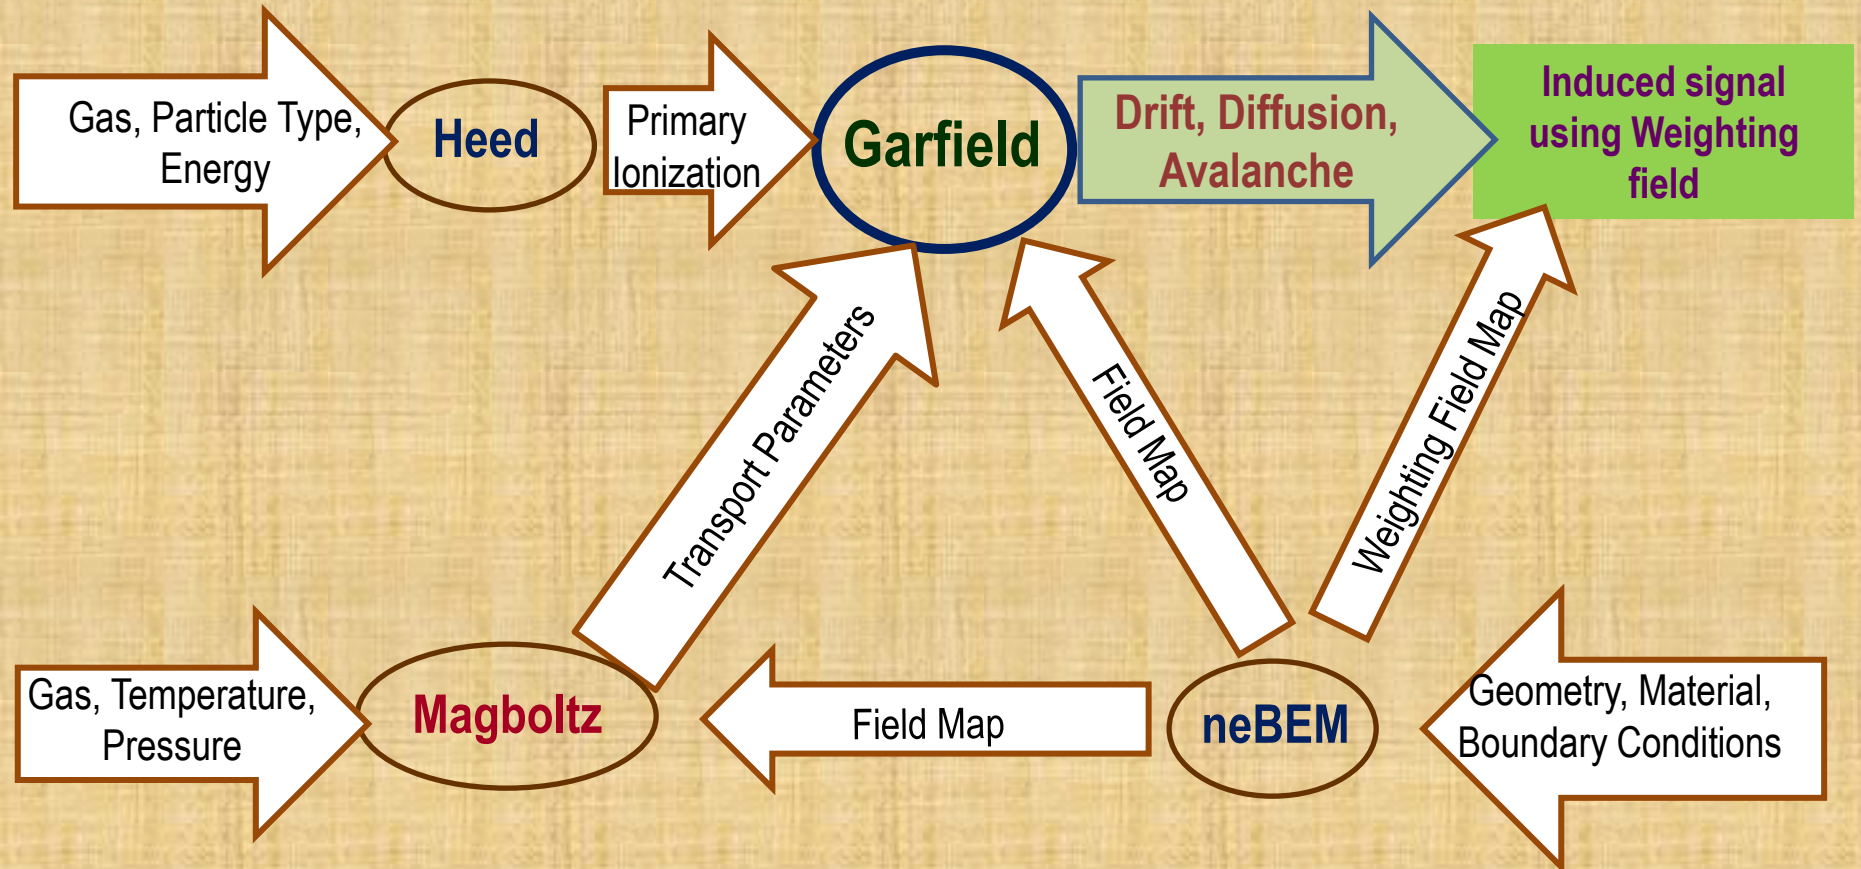 Gas, Particle Type,
Energy
Heed
Primary
Ionization
Garfield
Drift, Diffusion,
Avalanche
Induced signal
using Weighting
field
Transport Parameters
Field Map
Weighting Field Map
Gas, Temperature,
Pressure
Magboltz
Field Map
neBEM
Geometry, Material,
Boundary Conditions